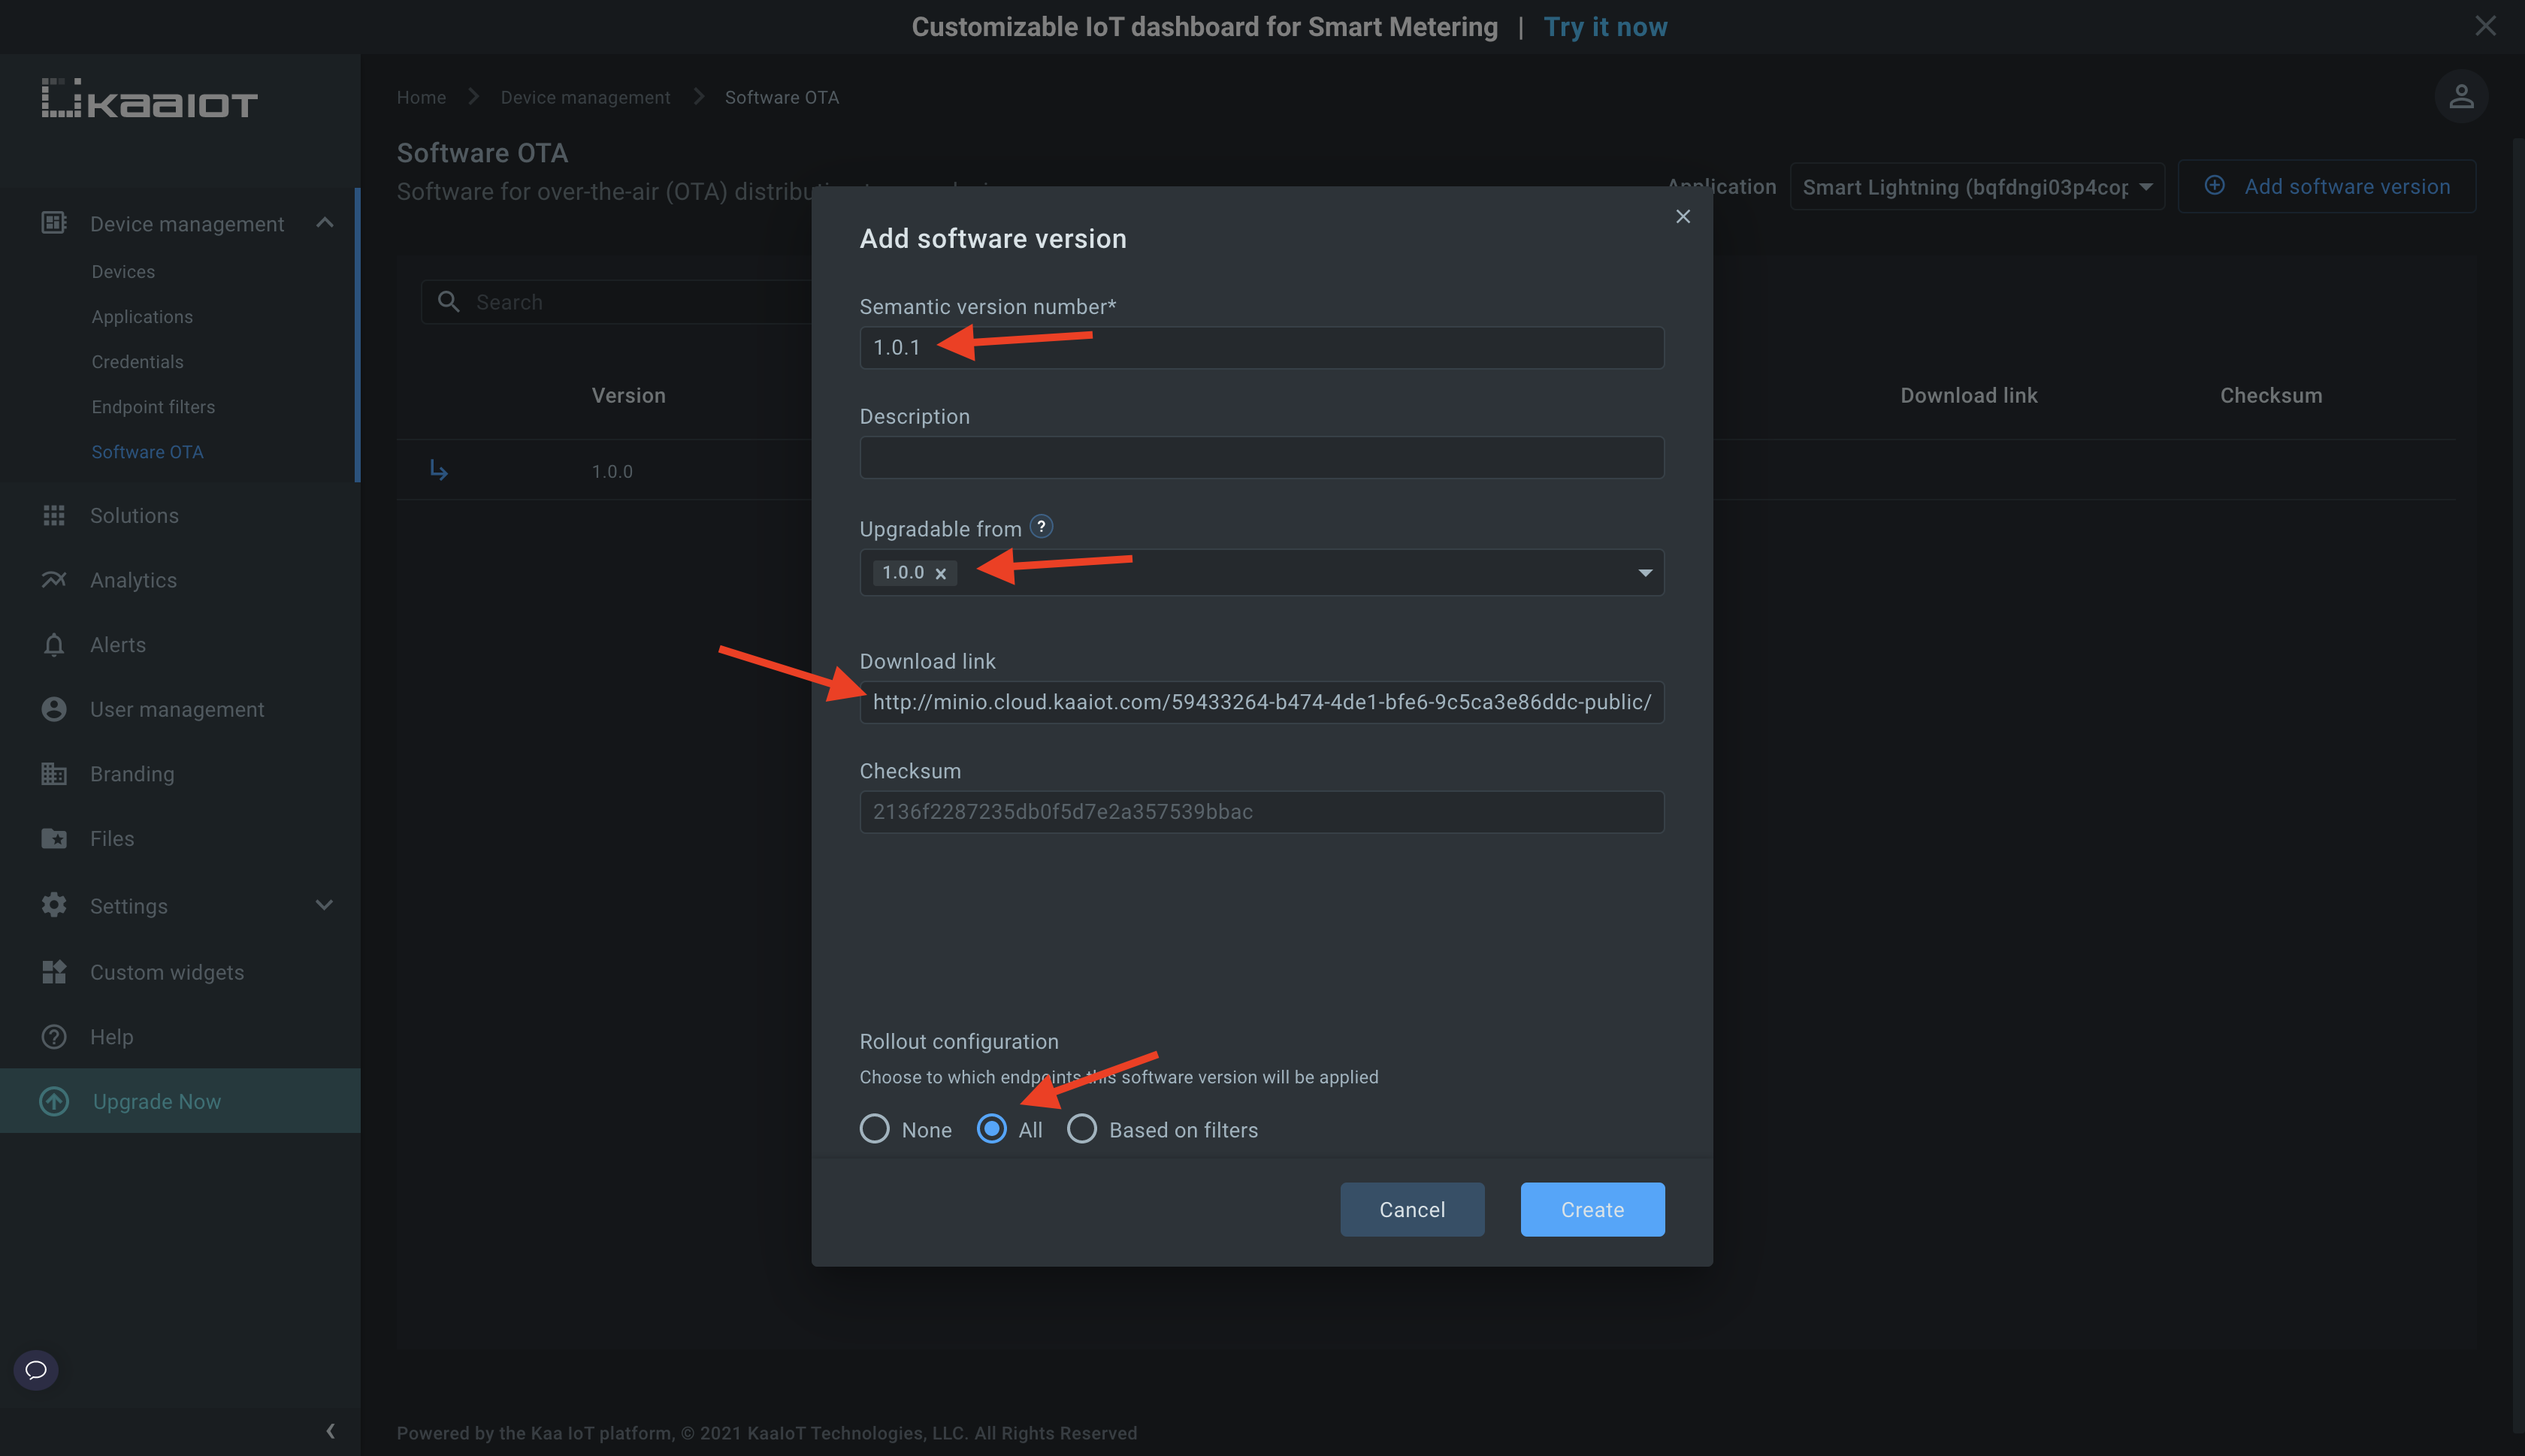 Customizable IoT dashboard for Smart Metering | Try it now
KaaIoT
Home > Device management > Software OTA
Software OTA
Software for over-the-air (OTA)
Application
Smart Lightning (bqfdngi03p4cop
Add software version
Device management
Devices
Applications
Credentials
Endpoint filters
Software OTA
Solutions
Analytics
Alerts
User management
Branding
Files
Settings
Custom widgets
Help
Upgrade Now
Search
Version
Download link
Checksum
1.0.0
Add software version
Semantic version number*
1.0.1
Description
Upgradable from ?
1.0.0 x
Download link
http://minio.cloud.kaaiot.com/59433264-b474-4de1-bfe6-9c5ca3e86ddc-public/
Checksum
2136f2287235db0f5d7e2a357539bbac
Rollout configuration
Choose to which endpoints this software version will be applied
None
All
Based on filters
Cancel
Create
Powered by the Kaa IoT platform, © 2021 KaaIoT Technologies, LLC. All Rights Reserved